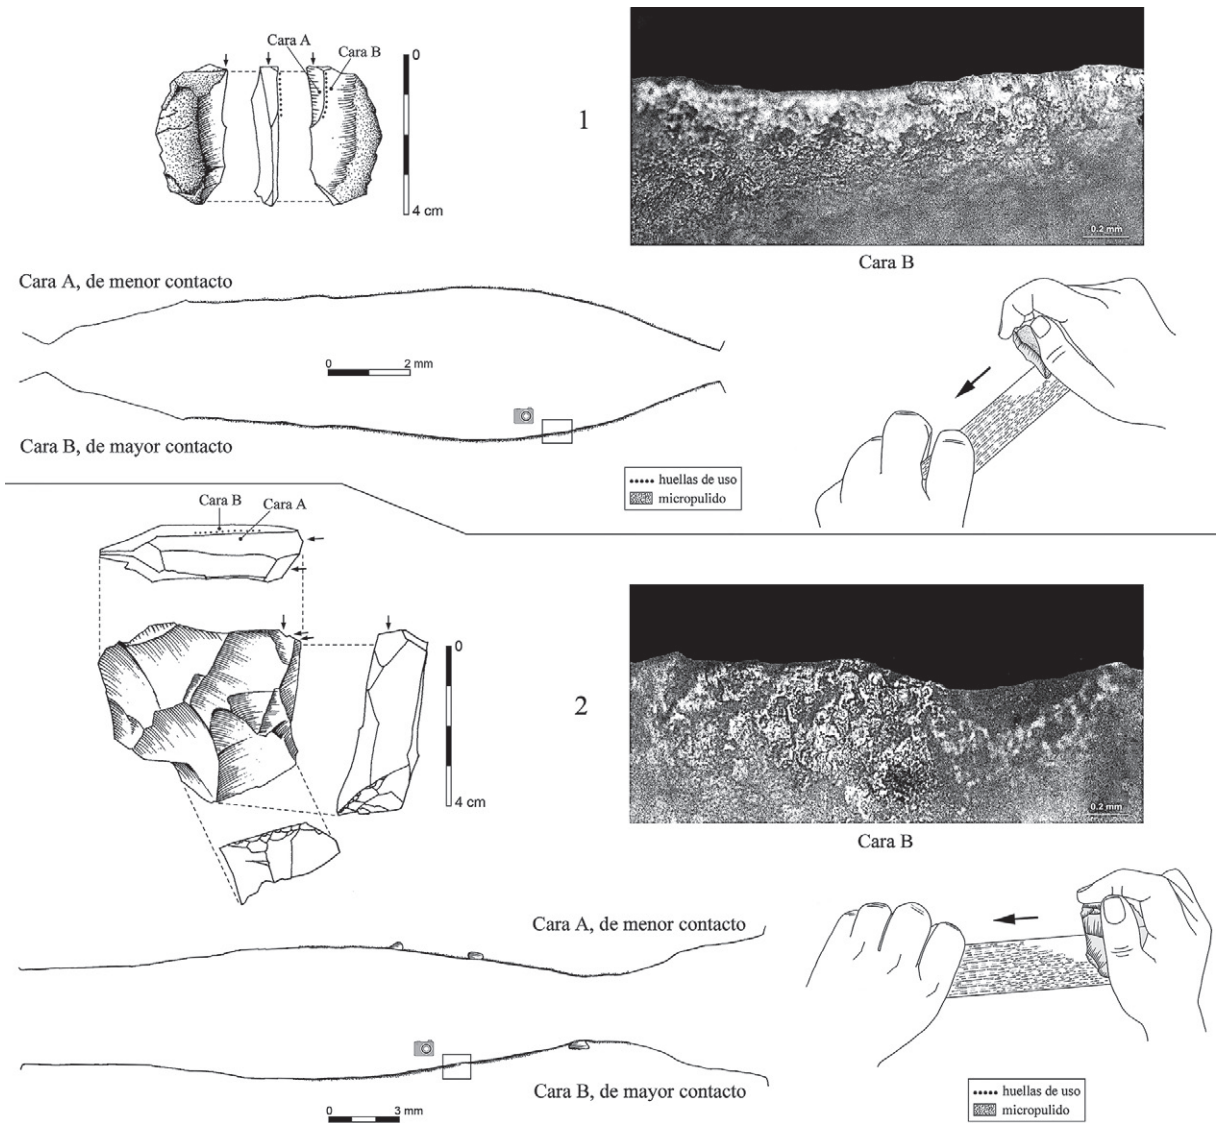 Cara A
Cara B
0
4 cm
1
0.2 mm
Cara B
Cara A, de menor contacto
0 2 mm
Cara B, de mayor contacto
huellas de uso
micropulido
Cara B
Cara A
0
4 cm
2
0.2 mm
Cara B
Cara A, de menor contacto
Cara B, de mayor contacto
0 3 mm
huellas de uso
micropulido